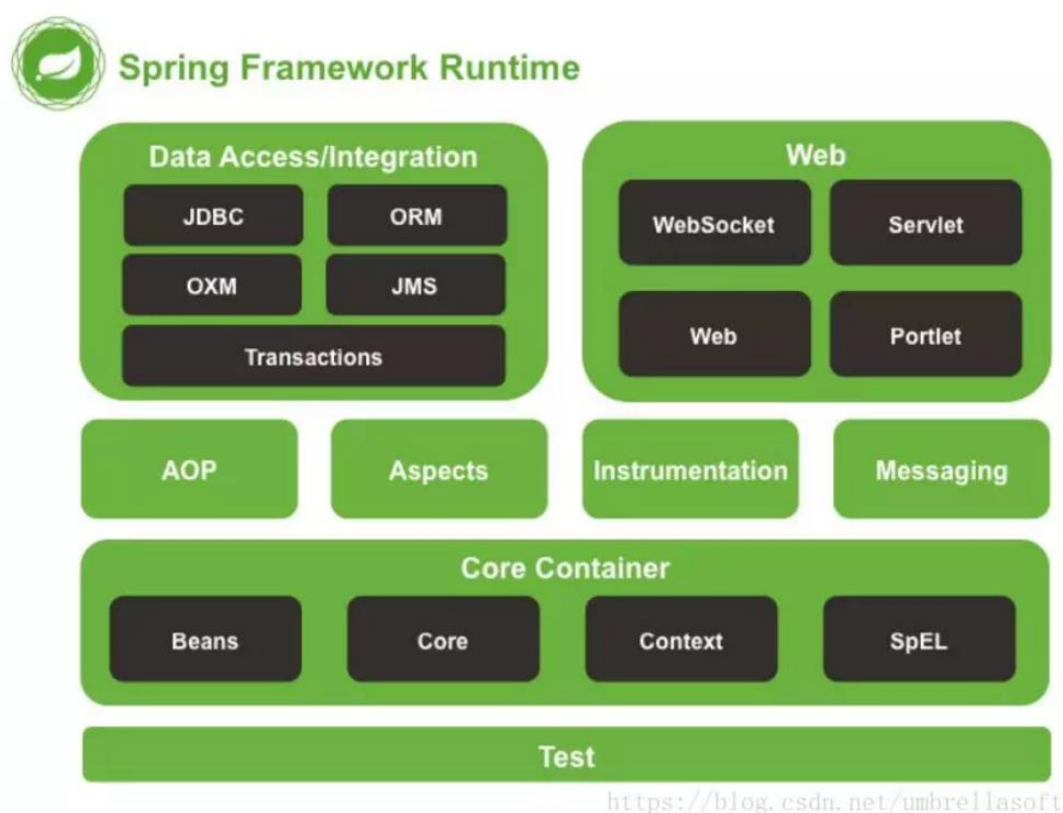 Spring Framework Runtime
Data Access/Integration
JDBC
ORM
OXM
JMS
Transactions
Web
WebSocket
Servlet
Web
Portlet
AOP
Aspects
Instrumentation
Messaging
Core Container
Beans
Core
Context
SpEL
Test
https://blog.csdn.net/umbrellasoft